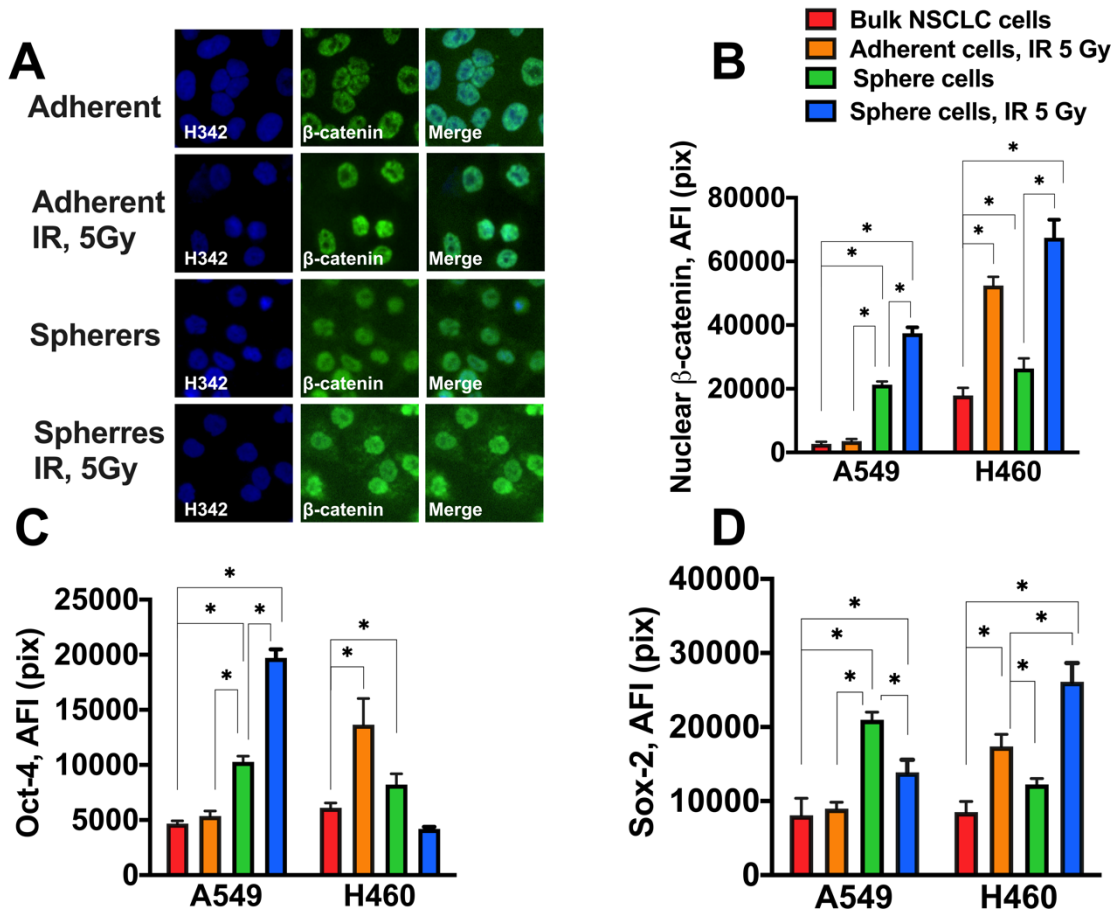 A
Adherent
H342
β-catenin
Merge
Adherent
IR, 5Gy
H342
β-catenin
Merge
Spherers
H342
β-catenin
Merge
Spherres
IR, 5Gy
H342
β-catenin
Merge
B
Bulk NSCLC cells
Adherent cells, IR 5 Gy
Sphere cells
Sphere cells, IR 5 Gy
Nuclear β-catenin, AFI (pix)
80000
60000
40000
20000
0
*
*
*
*
*
*
*
*
A549
H460
C
Oct-4, AFI (pix)
25000
20000
15000
10000
5000
0
*
*
*
*
*
*
A549
H460
D
Sox-2, AFI (pix)
40000
30000
20000
10000
0
*
*
*
*
*
*
*
*
A549
H460